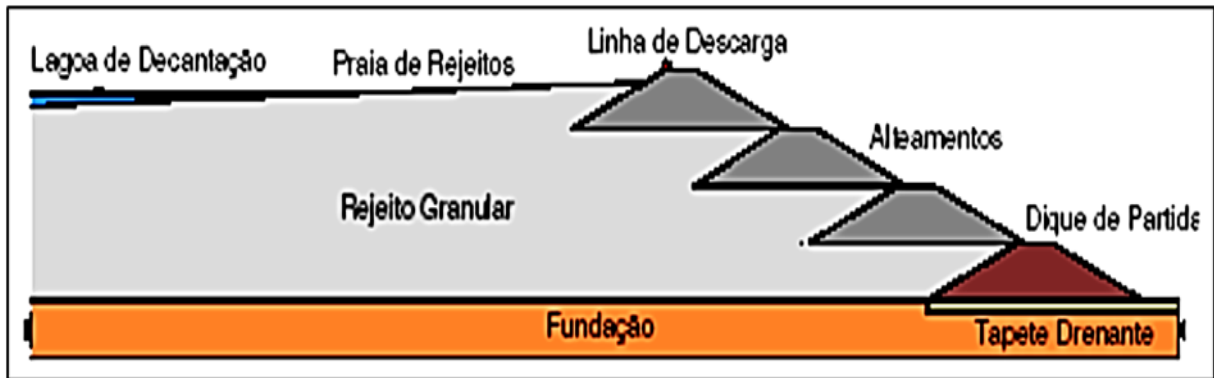 Linha de Descarga
Lagoa de Decantação
Praia de Rejeitos
Alteamentos
Rejeito Granular
Dique de Partida
Fundação
Tapete Drenante